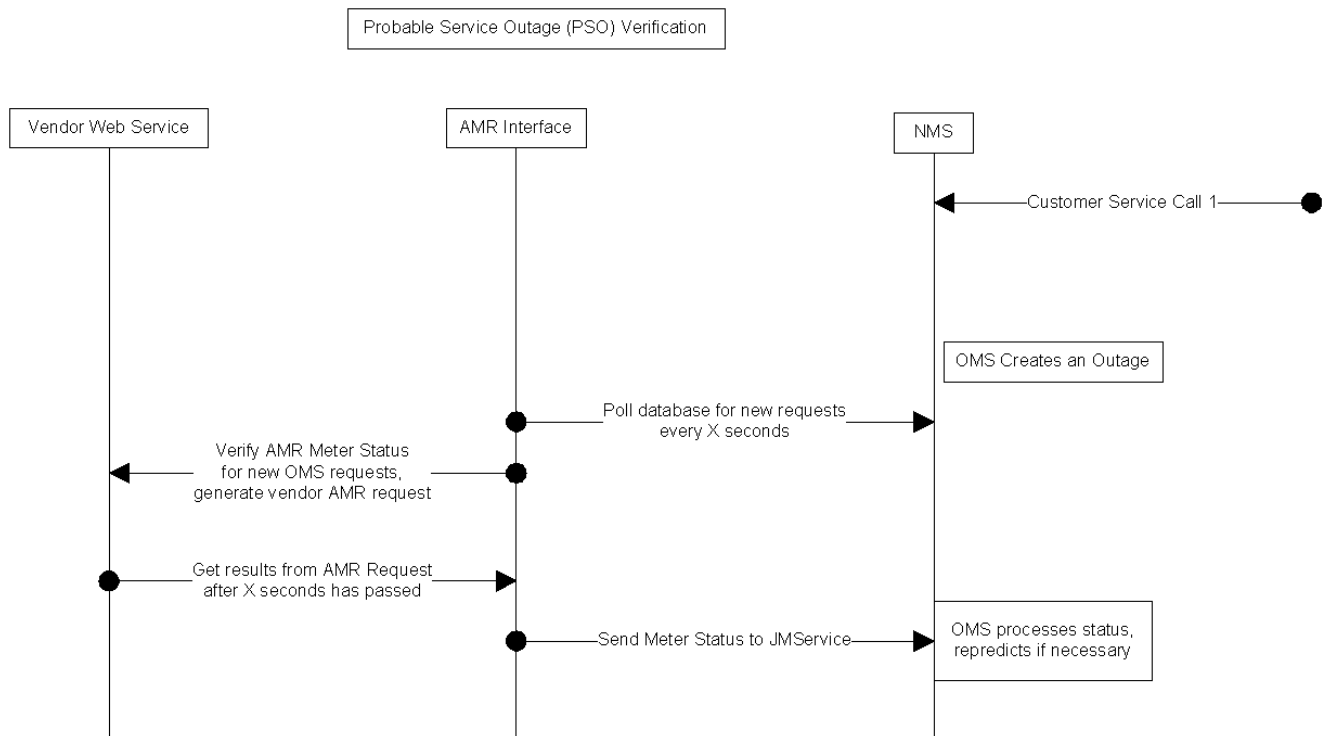 Probable Service Outage (PSO) Verification
Vendor Web Service
AMR Interface
NMS
Customer Service Call 1
OMS Creates an Outage
Poll database for new requests
every X seconds
Verify AMR Meter Status
for new OMS requests,
generate vendor AMR request
Get results from AMR Request
after X seconds has passed
Send Meter Status to JMService
OMS processes status,
repredicts if necessary